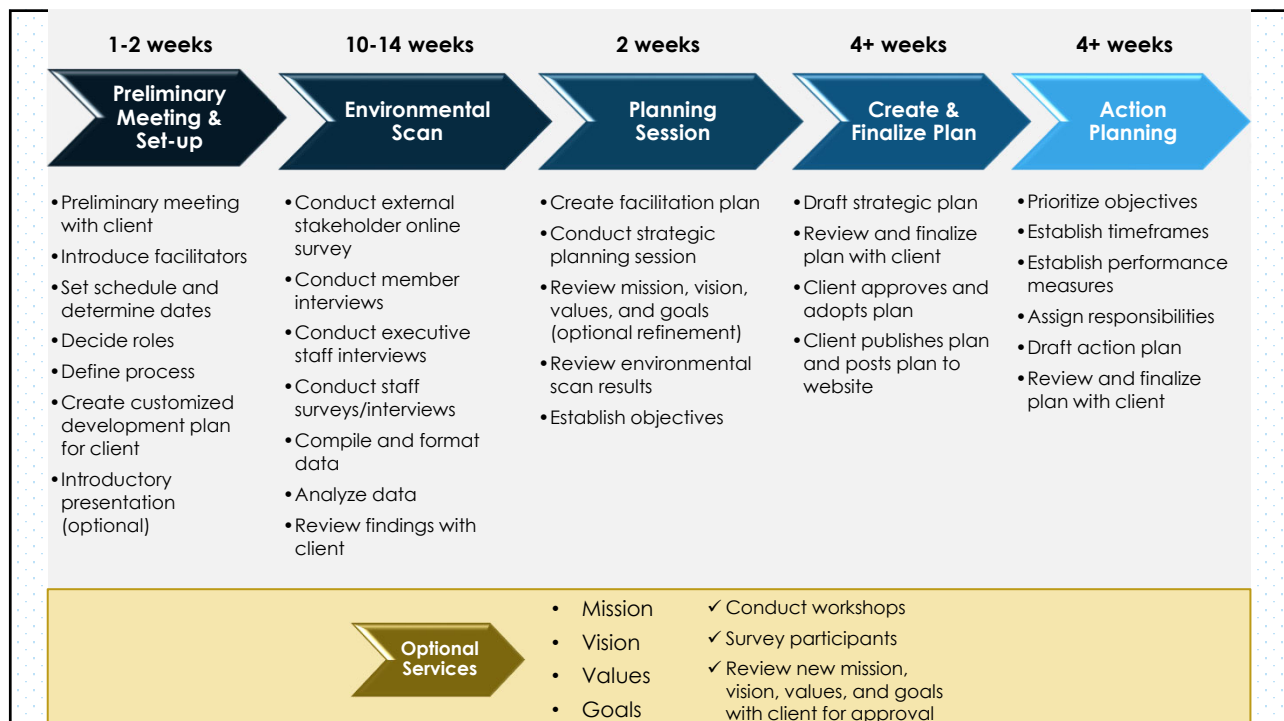 1-2 weeks
Preliminary
Meeting &
Set-up
•Preliminary meeting
with client
•Introduce facilitators
•Set schedule and
determine dates
•Decide roles
•Define process
•Create customized
development plan
for client
•Introductory
presentation
(optional)
10-14 weeks
Environmental
Scan
•Conduct external
stakeholder online
survey
•Conduct member
interviews
•Conduct executive
staff interviews
•Conduct staff
surveys/interviews
•Compile and format
data
•Analyze data
•Review findings with
client
2 weeks
Planning
Session
•Create facilitation plan
•Conduct strategic
planning session
•Review mission, vision,
values, and goals
(optional refinement)
•Review environmental
scan results
•Establish objectives
4+ weeks
Create &
Finalize Plan
•Draft strategic plan
•Review and finalize
plan with client
•Client approves and
adopts plan
•Client publishes plan
and posts plan to
website
4+ weeks
Action
Planning
•Prioritize objectives
•Establish timeframes
•Establish performance
measures
•Assign responsibilities
•Draft action plan
•Review and finalize
plan with client
Optional
Services
• Mission
• Vision
• Values
• Goals
✓ Conduct workshops
✓ Survey participants
✓ Review new mission,
vision, values, and goals
with client for approval